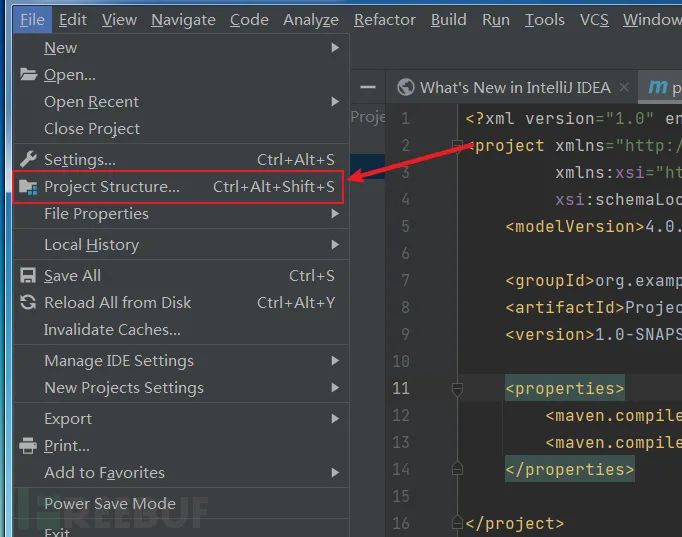 File Edit View Navigate Code Analyze Refactor Build Run Tools VCS Window
New
Open...
Open Recent
Close Project
Settings... Ctrl+Alt+S
Project Structure... Ctrl+Alt+Shift+S
File Properties
Local History
Save All Ctrl+S
Reload All from Disk Ctrl+Alt+Y
Invalidate Caches...
Manage IDE Settings
New Projects Settings
Export
Print...
Add to Favorites
Power Save Mode
Exit
Proje
What's New in IntelliJ IDEA
m p
1 <?xml version="1.0" en
2 <project xmlns="http:/
3 xmlns:xsi="ht
4 xsi:schemaLoc
5 <modelVersion>4.0.
6
7 <groupId>org.examp
8 <artifactId>Projec
9 <version>1.0-SNAPS
10
11 <properties>
12 <maven.compile
13 <maven.compile
14 </properties>
15
16 </project>
FREEBUF